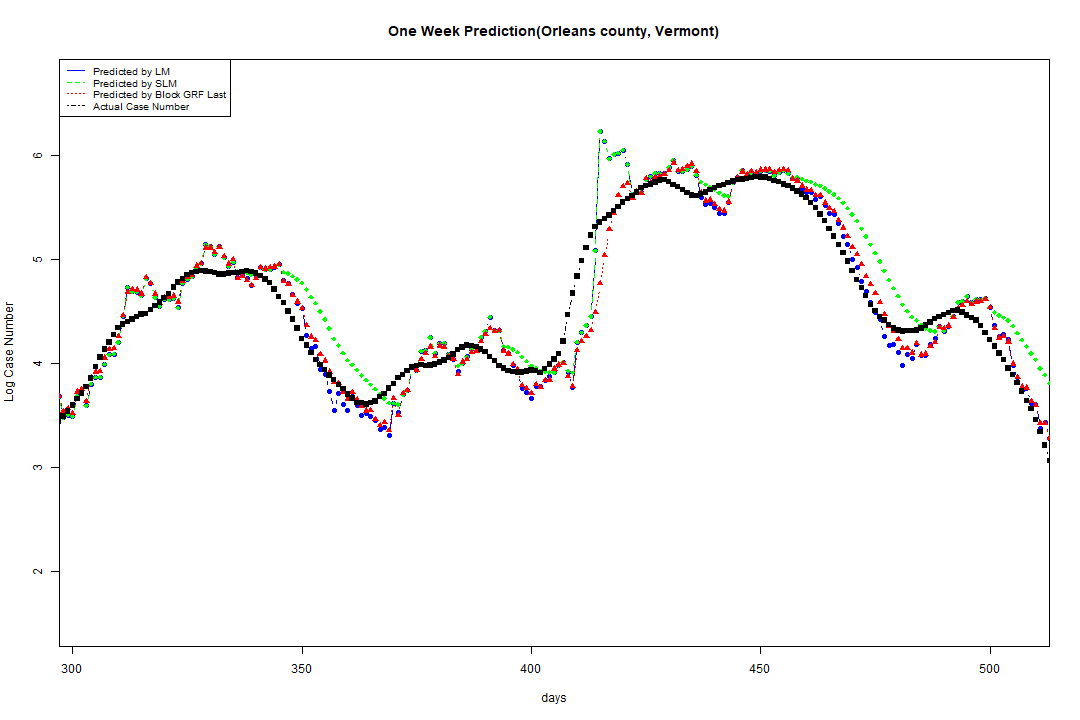 One Week Prediction(Orleans county, Vermont)
Predicted by LM
Predicted by SLM
Predicted by Block GRF Last
Actual Case Number
Log Case Number
6
5
4
3
2
300
350
400
450
500
days